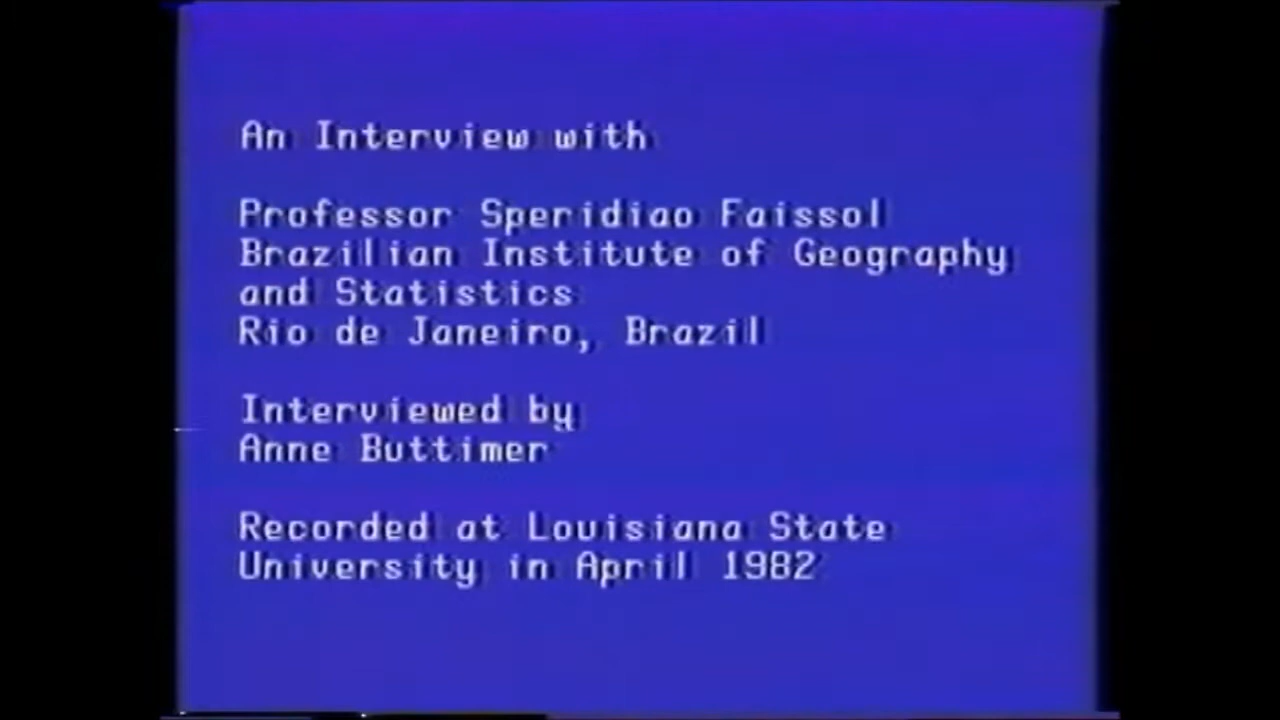 An Interview with
Professor Speridiao Faissol
Brazilian Institute of Geography
and Statistics
Rio de Janeiro, Brazil
Interviewed by
Anne Buttimer
Recorded at Louisiana State
University in April 1982